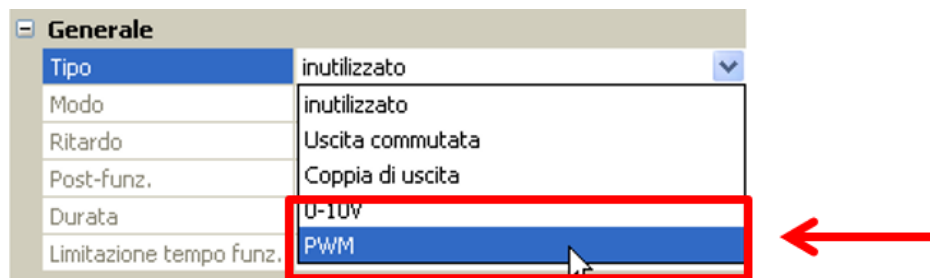 Generale
Tipo inutilizzato
Modo inutilizzato
Ritardo Uscita commutata
Post-funz. Coppia di uscita
Durata 0-10V
Limitazione tempo funz. PWM